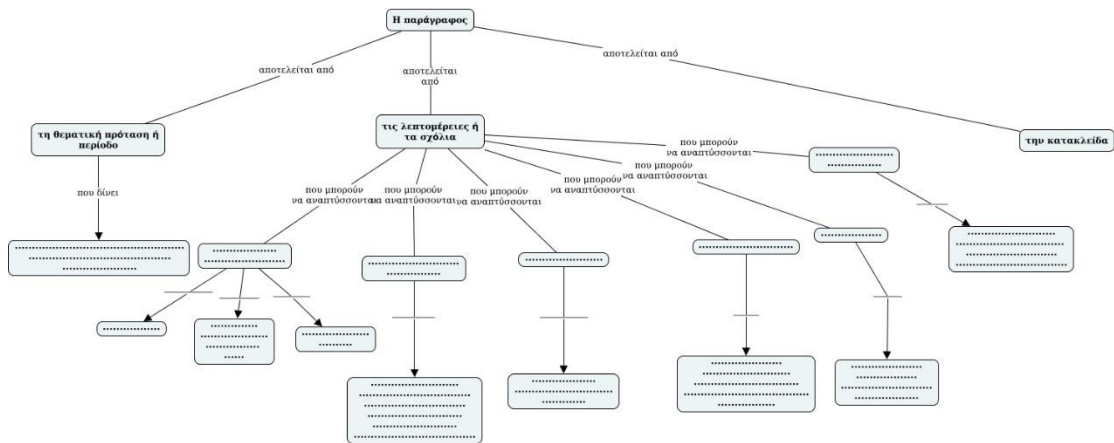 Η παράγραφος
αποτελείται από
αποτελείται
από
αποτελείται από
τη θεματική πρόταση ή
περίοδο
τις λεπτομέρειες ή
τα σχόλια
την κατακλείδα
που δίνει
που μπορούν
να αναπτύσσονται
που μπορούν
να αναπτύσσονται
που μπορούν
να αναπτύσσονται
που μπορούν
να αναπτύσσονται
που μπορούν
να αναπτύσσονται
που μπορούν
να αναπτύσσονται